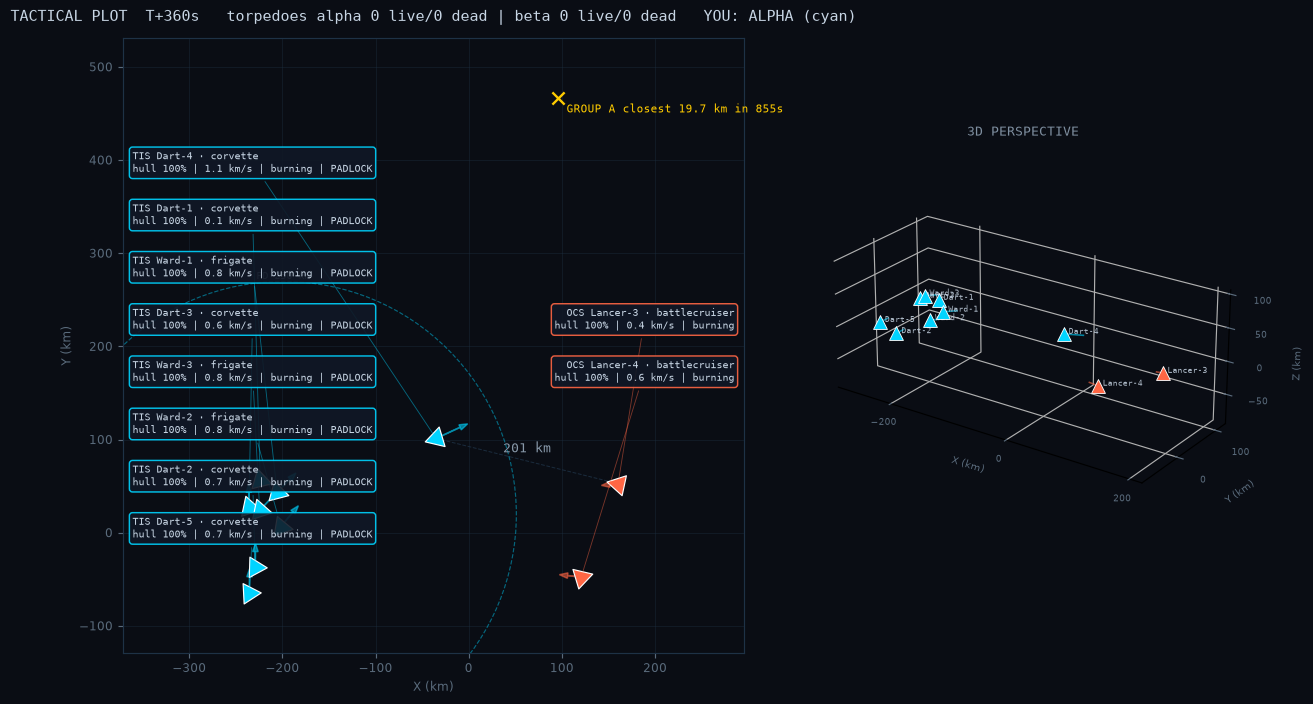 TACTICAL PLOT  T+360s   torpedoes alpha 0 live/0 dead | beta 0 live/0 dead   YOU: ALPHA (cyan)
500
400
300
200
100
0
−100
Y (km)
−300
−200
−100
0
100
200
X (km)
GROUP A closest 19.7 km in 855s
TIS Dart-4 · corvette
hull 100% | 1.1 km/s | burning | PADLOCK
TIS Dart-1 · corvette
hull 100% | 0.1 km/s | burning | PADLOCK
TIS Ward-1 · frigate
hull 100% | 0.8 km/s | burning | PADLOCK
TIS Dart-3 · corvette
hull 100% | 0.6 km/s | burning | PADLOCK
TIS Ward-3 · frigate
hull 100% | 0.8 km/s | burning | PADLOCK
TIS Ward-2 · frigate
hull 100% | 0.8 km/s | burning | PADLOCK
TIS Dart-2 · corvette
hull 100% | 0.7 km/s | burning | PADLOCK
TIS Dart-5 · corvette
hull 100% | 0.7 km/s | burning | PADLOCK
OCS Lancer-3 · battlecruiser
hull 100% | 0.4 km/s | burning
OCS Lancer-4 · battlecruiser
hull 100% | 0.6 km/s | burning
201 km
3D PERSPECTIVE
Dart-1
Ward-1
Dart-5
Dart-2
Dart-4
Lancer-3
Lancer-4
−200
0
200
X (km)
0
100
Y (km)
100
50
0
−50
Z (km)